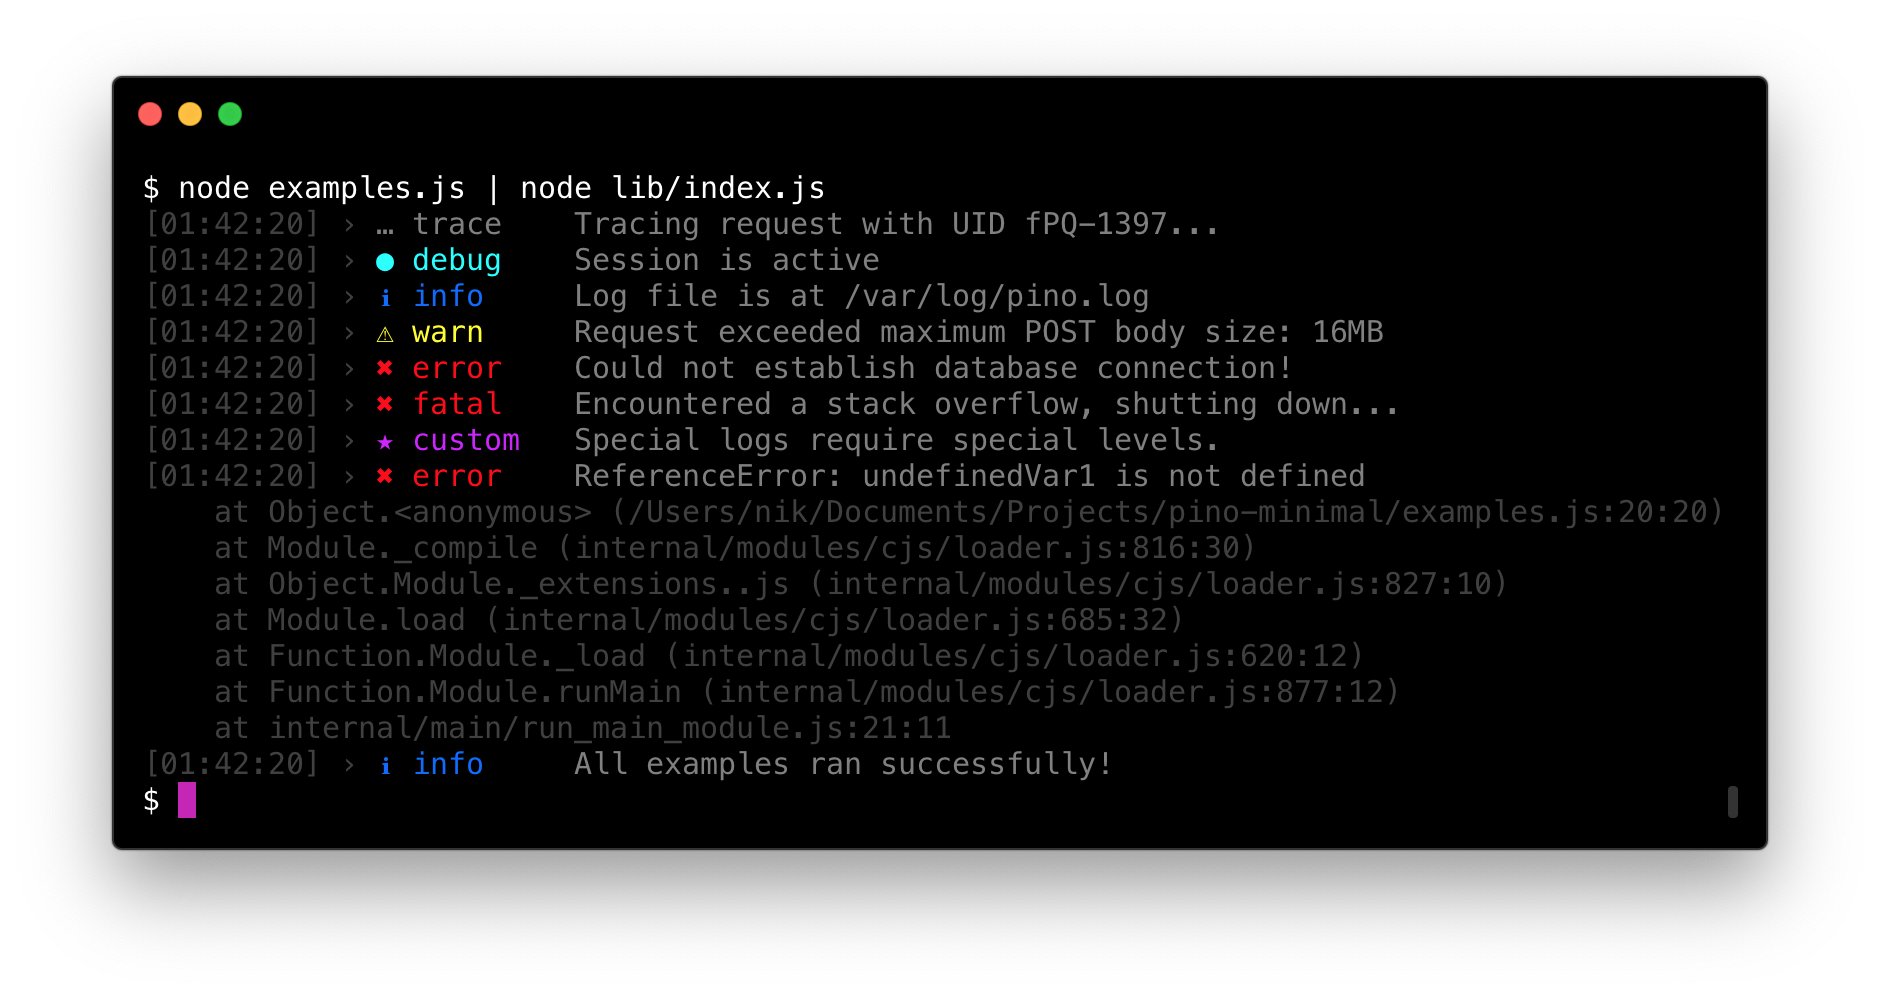 $ node examples.js | node lib/index.js
[01:42:20] › … trace    Tracing request with UID fPQ-1397...
[01:42:20] › ● debug    Session is active
[01:42:20] › ℹ info     Log file is at /var/log/pino.log
[01:42:20] › ⚠ warn     Request exceeded maximum POST body size: 16MB
[01:42:20] › ✖ error    Could not establish database connection!
[01:42:20] › ✖ fatal    Encountered a stack overflow, shutting down...
[01:42:20] › ★ custom   Special logs require special levels.
[01:42:20] › ✖ error    ReferenceError: undefinedVar1 is not defined
    at Object.<anonymous> (/Users/nik/Documents/Projects/pino-minimal/examples.js:20:20)
    at Module._compile (internal/modules/cjs/loader.js:816:30)
    at Object.Module._extensions..js (internal/modules/cjs/loader.js:827:10)
    at Module.load (internal/modules/cjs/loader.js:685:32)
    at Function.Module._load (internal/modules/cjs/loader.js:620:12)
    at Function.Module.runMain (internal/modules/cjs/loader.js:877:12)
    at internal/main/run_main_module.js:21:11
[01:42:20] › ℹ info     All examples ran successfully!
$